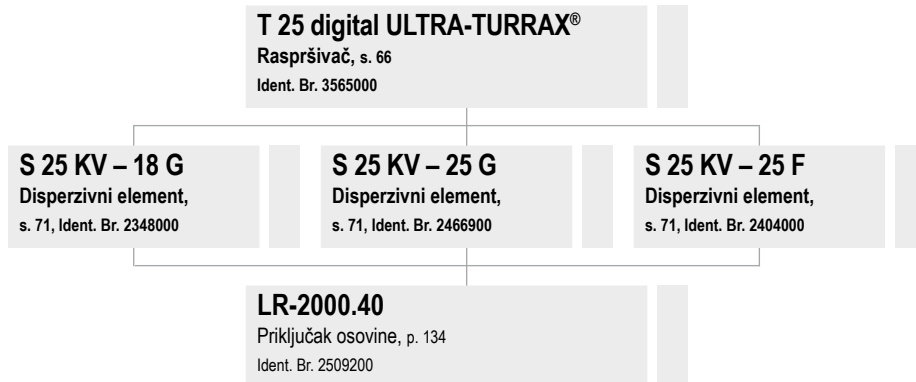 T 25 digital ULTRA-TURRAX®
Raspršivač, s. 66
Ident. Br. 3565000
S 25 KV – 18 G
Disperzivni element,
s. 71, Ident. Br. 2348000
S 25 KV – 25 G
Disperzivni element,
s. 71, Ident. Br. 2466900
S 25 KV – 25 F
Disperzivni element,
s. 71, Ident. Br. 2404000
LR-2000.40
Priključak osovine, p. 134
Ident. Br. 2509200